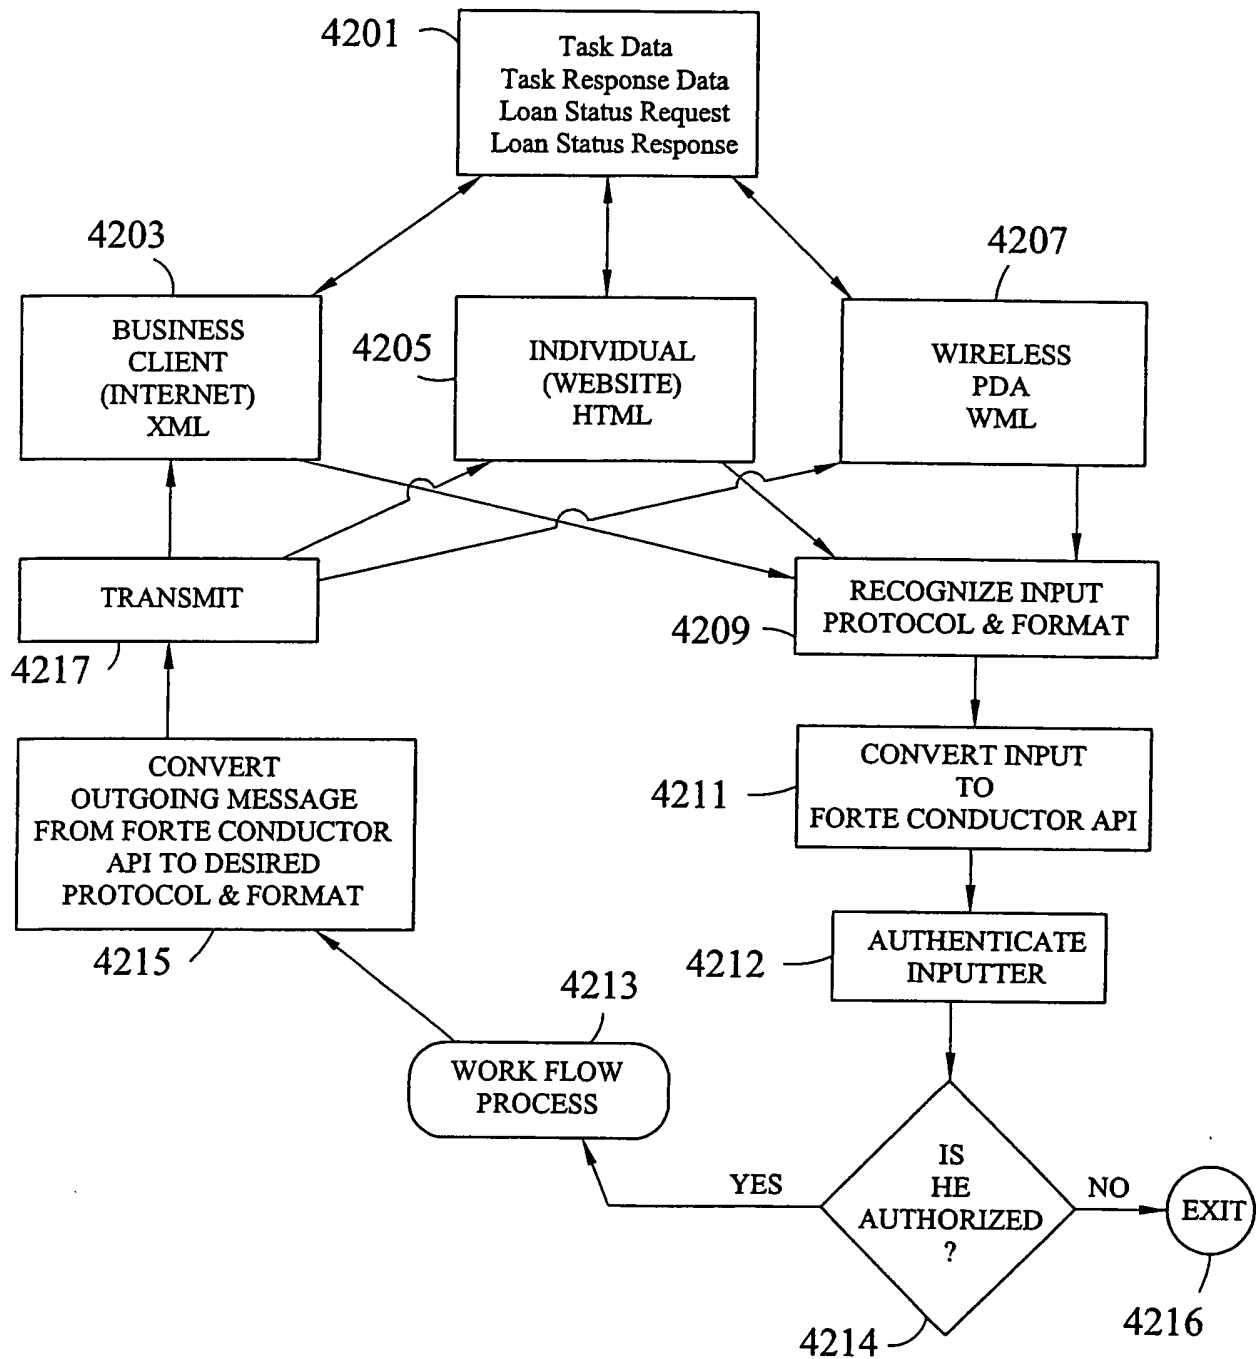 4201
Task Data
Task Response Data
Loan Status Request
Loan Status Response
4203
BUSINESS
CLIENT
(INTERNET)
XML
4205
INDIVIDUAL
(WEBSITE)
HTML
4207
WIRELESS
PDA
WML
TRANSMIT
4217
RECOGNIZE INPUT
PROTOCOL & FORMAT
4209
CONVERT INPUT
TO
FORTE CONDUCTOR API
4211
CONVERT
OUTGOING MESSAGE
FROM FORTE CONDUCTOR
API TO DESIRED
PROTOCOL & FORMAT
4215
AUTHENTICATE
INPUTTER
4212
4213
WORK FLOW
PROCESS
IS
HE
AUTHORIZED
?
YES
NO
EXIT
4214
4216